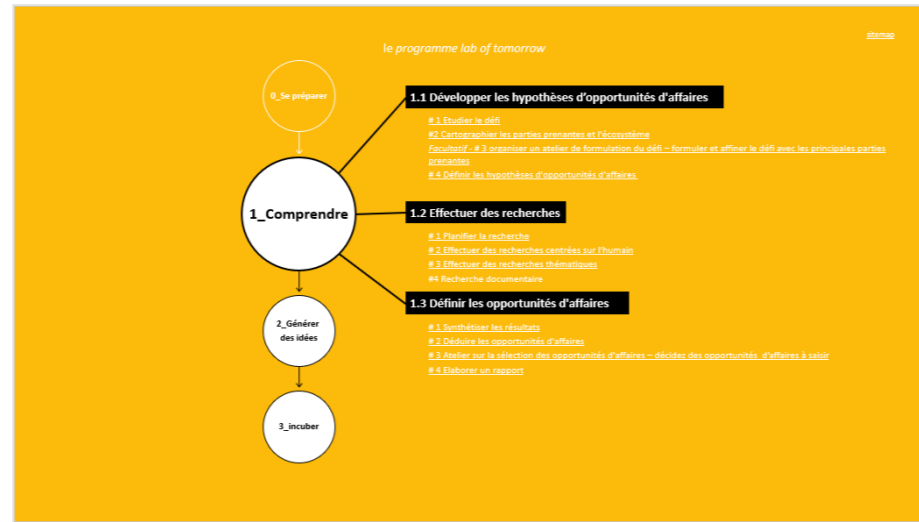 sitemap
le programme lab of tomorrow
0_Se préparer
1.1 Développer les hypothèses d'opportunités d'affaires
# 1 Etudier le défi
#2 Cartographier les parties prenantes et l'écosystème
Facultatif - # 3 organiser un atelier de formulation du défi – formuler et affiner le défi avec les principales parties
prenantes
# 4 Définir les hypothèses d'opportunités d'affaires
1_Comprendre
1.2 Effectuer des recherches
# 1 Planifier la recherche
# 2 Effectuer des recherches centrées sur l'humain
# 3 Effectuer des recherches thématiques
#4 Recherche documentaire
1.3 Définir les opportunités d'affaires
# 1 Synthétiser les résultats
# 2 Déduire les opportunités d'affaires
# 3 Atelier sur la sélection des opportunités d'affaires – décidez des opportunités d'affaires à saisir
# 4 Elaborer un rapport
2_Générer
des idées
3_incuber